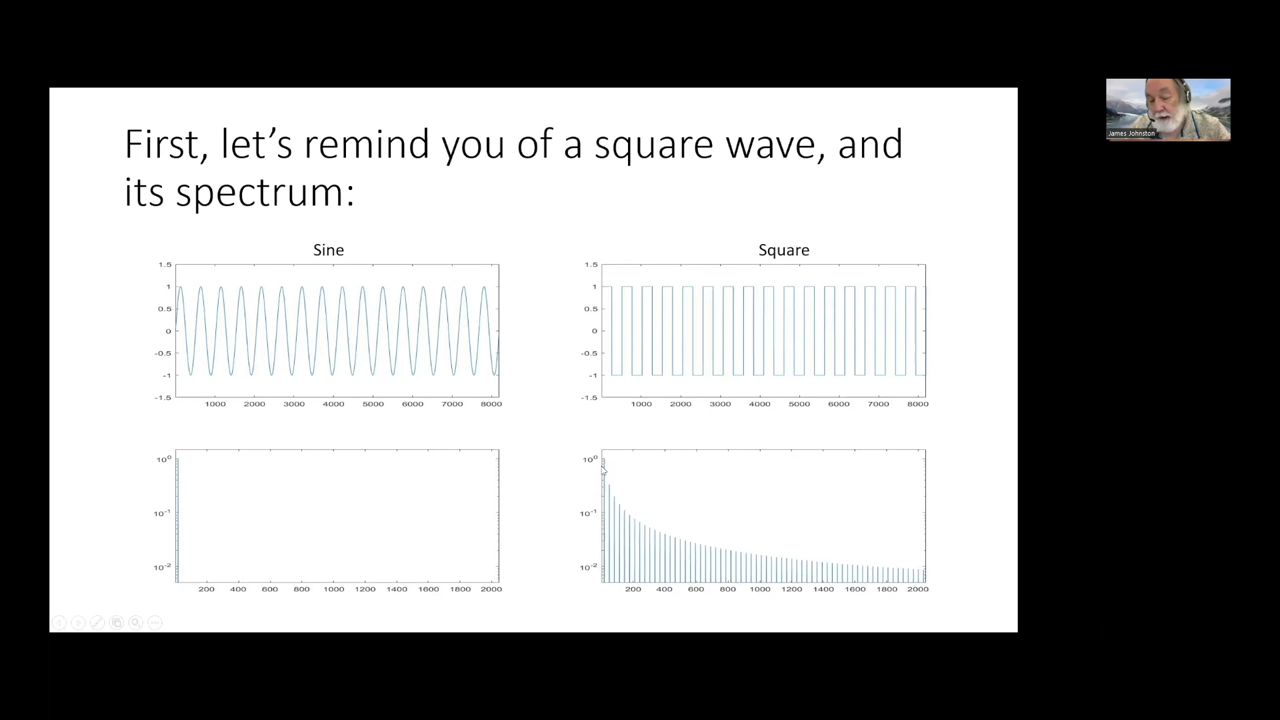 First, let's remind you of a square wave, and
its spectrum:
James Johnston
Sine
1.5
1
0.5
0
-0.5
-1
-1.5
1000 2000 3000 4000 5000 6000 7000 8000
Square
1.5
1
0.5
0
-0.5
-1
-1.5
1000 2000 3000 4000 5000 6000 7000 8000
10⁰
10⁻¹
10⁻²
200 400 600 800 1000 1200 1400 1600 1800 2000
10⁰
10⁻¹
10⁻²
200 400 600 800 1000 1200 1400 1600 1800 2000